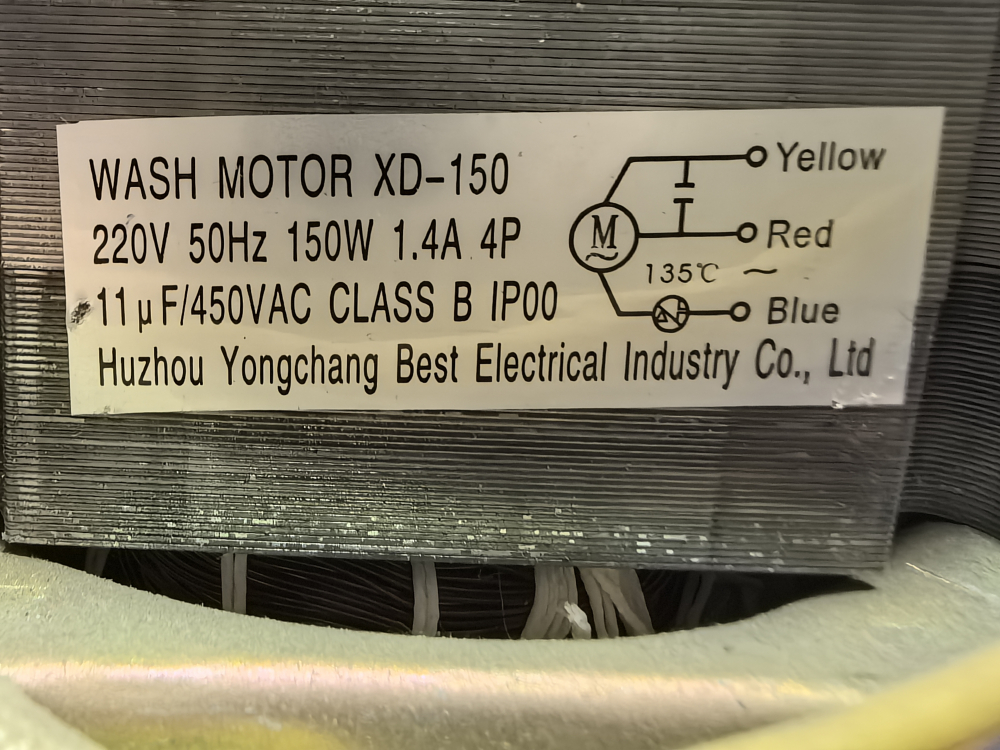 WASH MOTOR XD-150
220V 50Hz 150W 1.4A 4P
11μF/450VAC CLASS B IP00
Huzhou Yongchang Best Electrical Industry Co., Ltd
Yellow
M
~
Red
135℃ ~
Blue